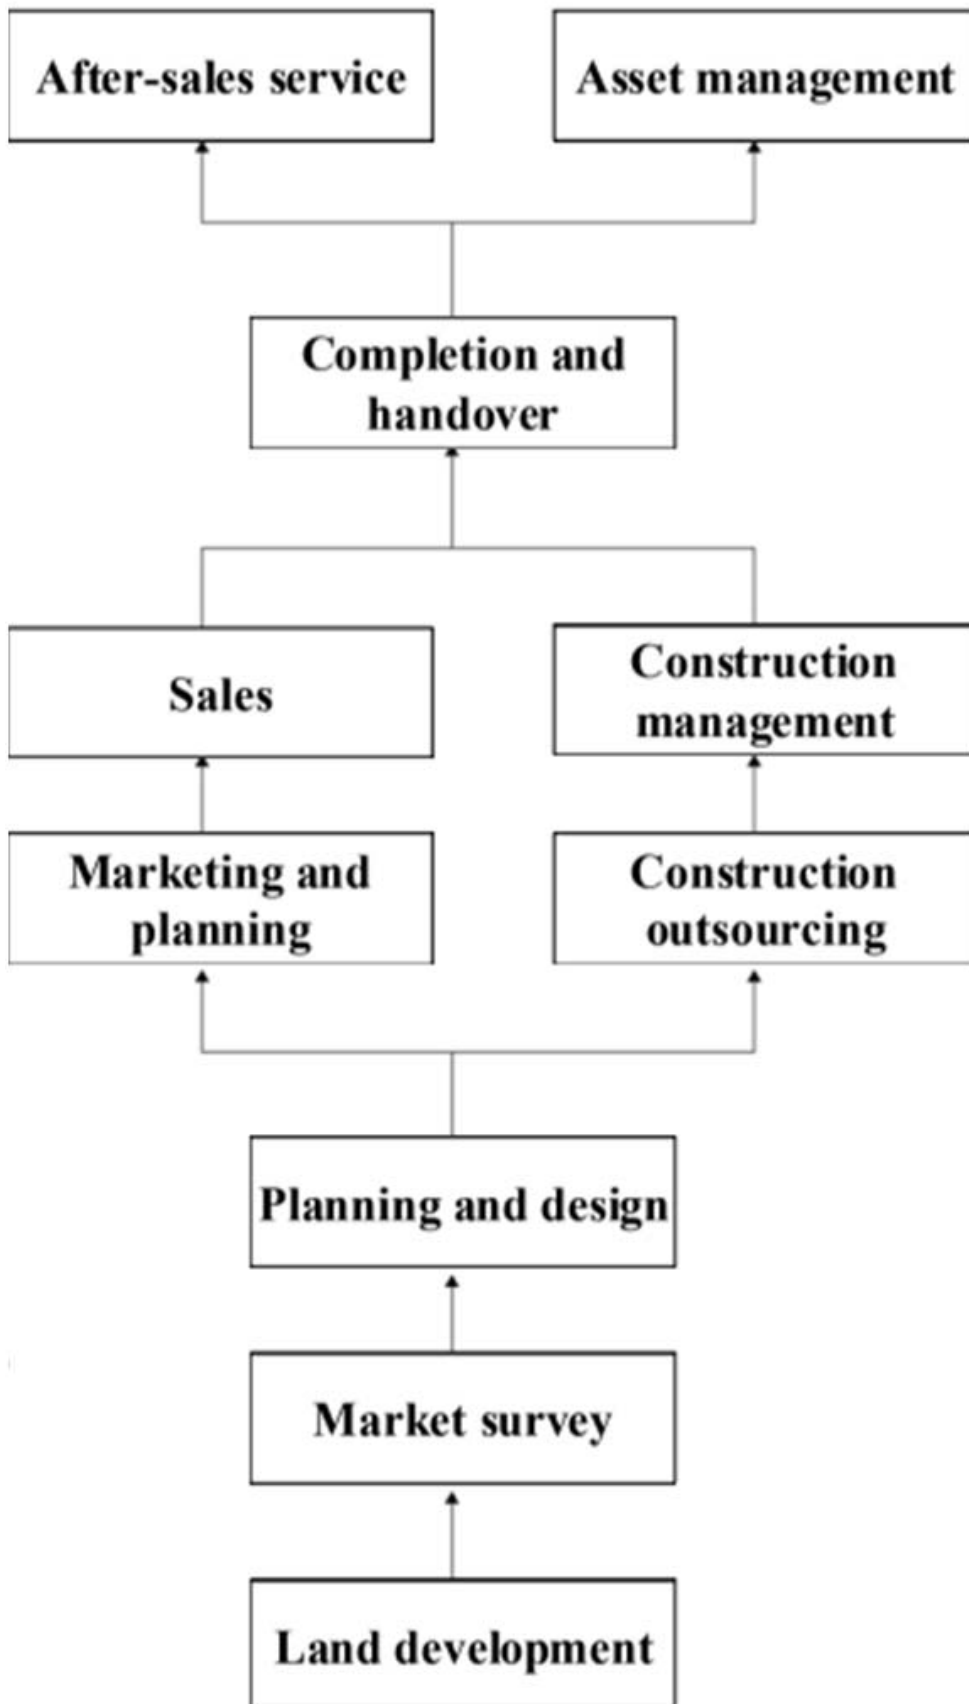 After-sales service
Asset management
Completion and
handover
Sales
Construction
management
Marketing and
planning
Construction
outsourcing
Planning and design
Market survey
Land development